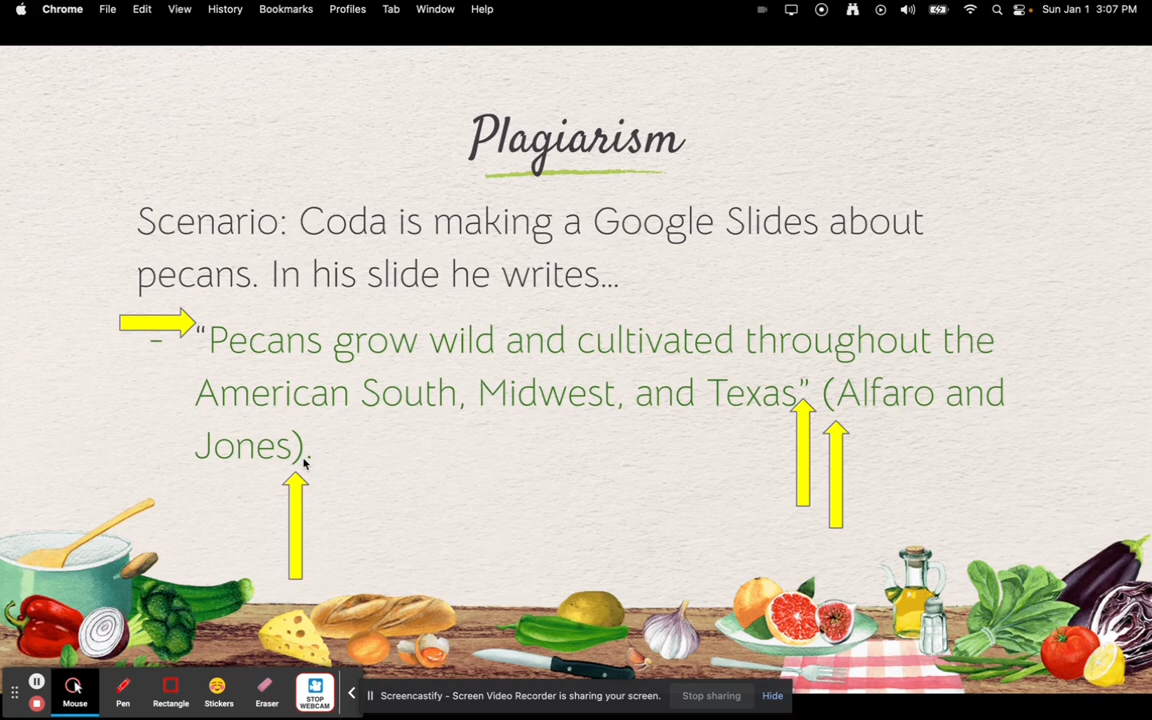 Chrome File Edit View History Bookmarks Profiles Tab Window Help Sun Jan 1 3:07 PM
Plagiarism
Scenario: Coda is making a Google Slides about
pecans. In his slide he writes...
- “Pecans grow wild and cultivated throughout the
American South, Midwest, and Texas” (Alfaro and
Jones).
Mouse Pen Rectangle Stickers Eraser STOP WEBCAM
Screencastify - Screen Video Recorder is sharing your screen. Stop sharing Hide